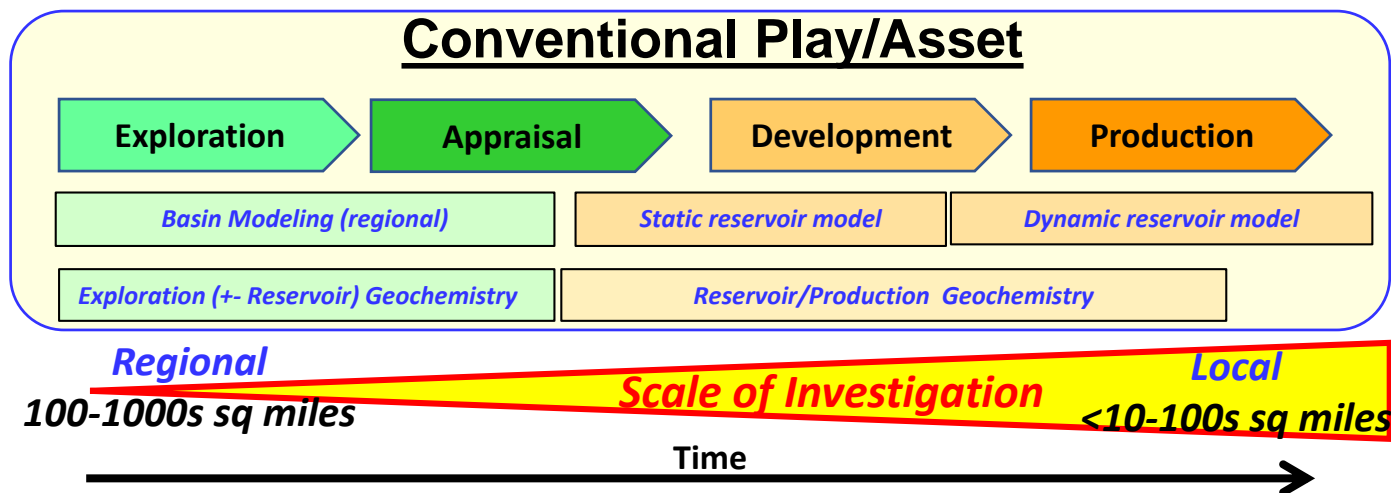 Conventional Play/Asset
Exploration
Appraisal
Development
Production
Basin Modeling (regional)
Static reservoir model
Dynamic reservoir model
Exploration (+- Reservoir) Geochemistry
Reservoir/Production  Geochemistry
Regional
Scale of Investigation
Local
100-1000s sq miles
<10-100s sq miles
Time